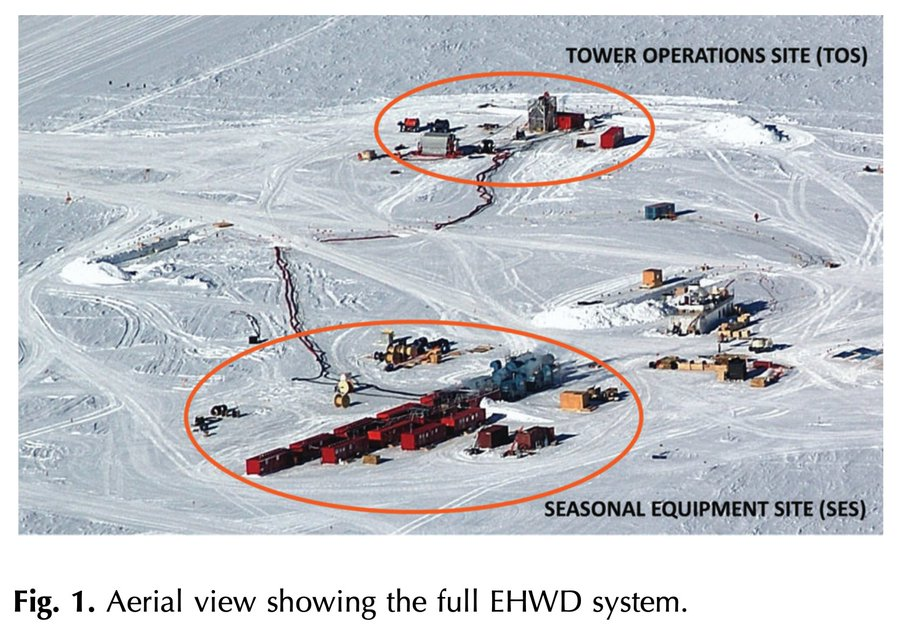 TOWER OPERATIONS SITE (TOS)
SEASONAL EQUIPMENT SITE (SES)
Fig. 1. Aerial view showing the full EHWD system.